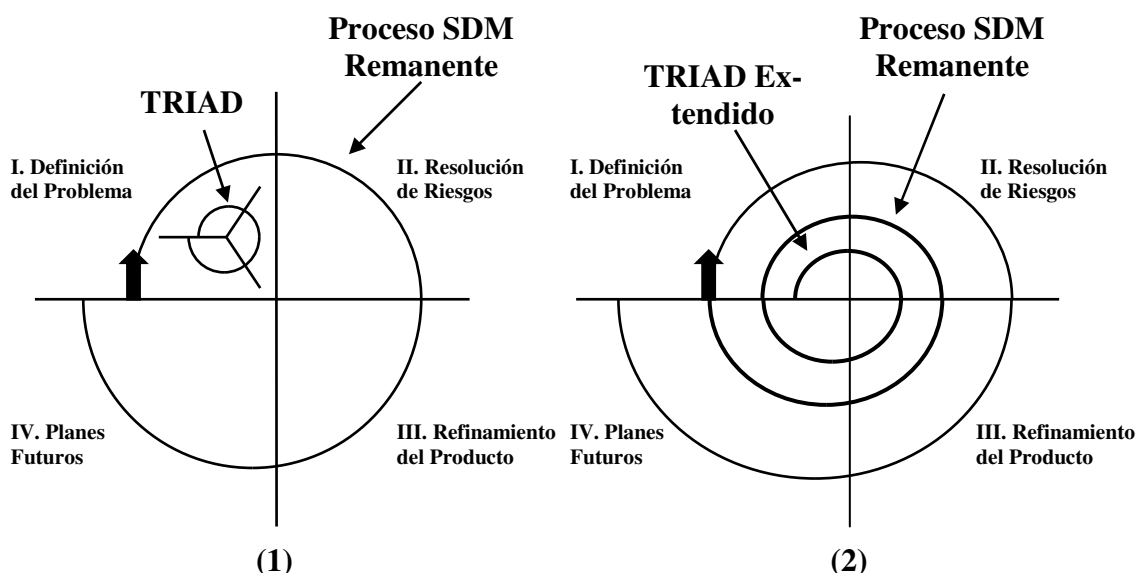 Proceso SDM
Remanente
TRIAD
I. Definición
del Problema
II. Resolución
de Riesgos
IV. Planes
Futuros
III. Refinamiento
del Producto
(1)
Proceso SDM
Remanente
TRIAD Ex-
tendido
I. Definición
del Problema
II. Resolución
de Riesgos
IV. Planes
Futuros
III. Refinamiento
del Producto
(2)